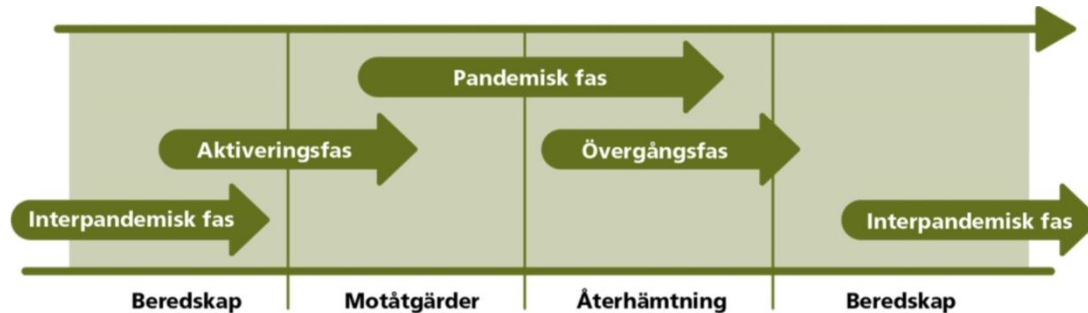 Pandemisk fas
Aktiveringsfas
Övergångsfas
Interpandemisk fas
Interpandemisk fas
Beredskap
Motåtgärder
Återhämtning
Beredskap